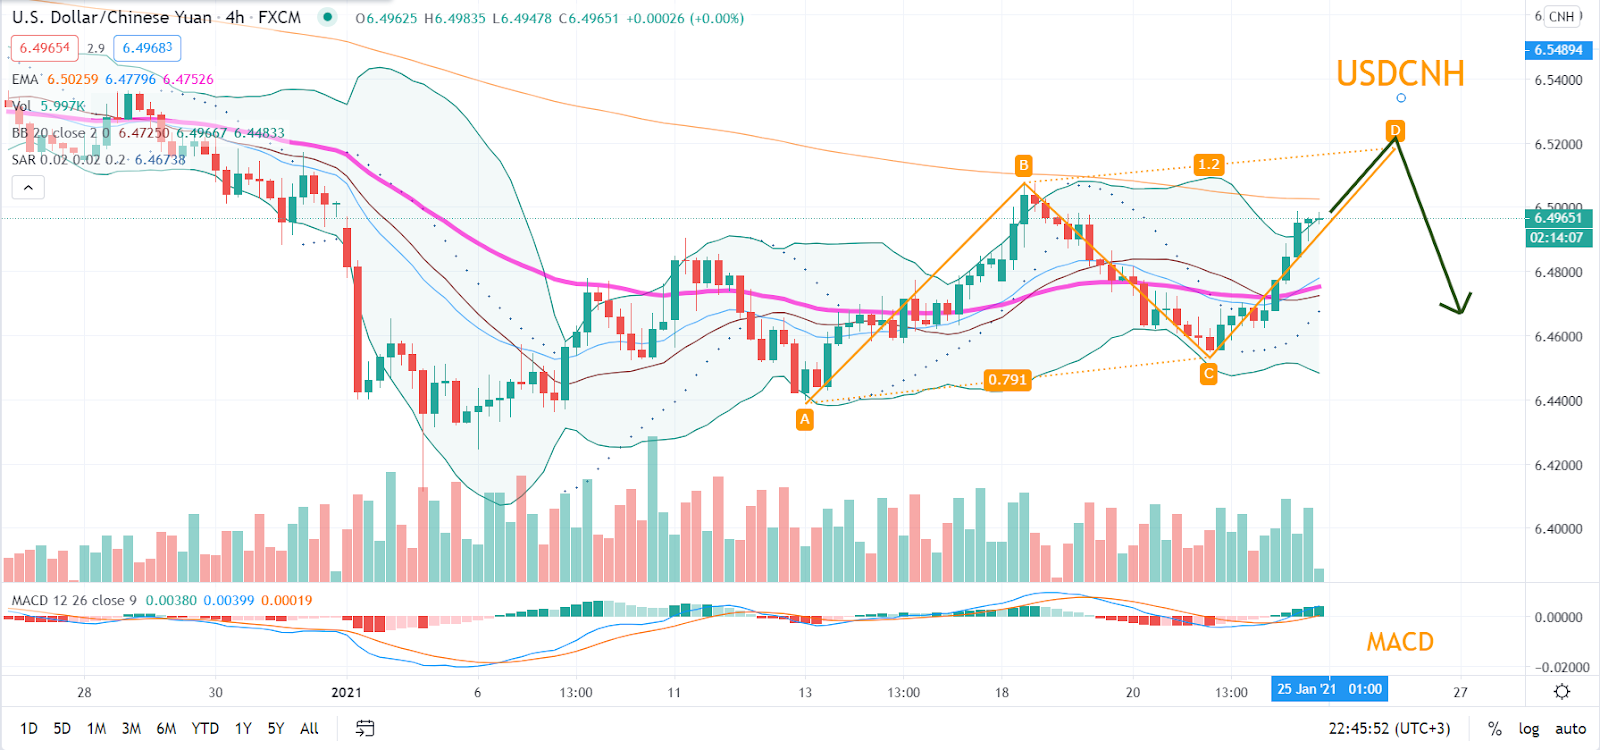 U.S. Dollar/Chinese Yuan · 4h · FXCM O6.49625 H6.49835 L6.49478 C6.49651 +0.00026 (+0.00%)
6.49654 2.9 6.49683
EMA 6.50259 6.47796 6.47526
Vol 5.997K
BB 20 close 2 0 6.47250 6.49667 6.44833
SAR 0.02 0.02 0.2 6.46738
USDCNH
CNH
6.54894
6.54000
6.52000
6.50000
6.49651
02:14:07
6.48000
6.46000
6.44000
6.42000
6.40000
D
B
1.2
0.791
C
A
MACD 12 26 close 9 0.00380 0.00399 0.00019
0.00000
MACD
-0.02000
28 30 2021 6 13:00 11 13 13:00 18 20 13:00 25 Jan '21 01:00 27
1D 5D 1M 3M 6M YTD 1Y 5Y All
22:45:52 (UTC+3) % log auto